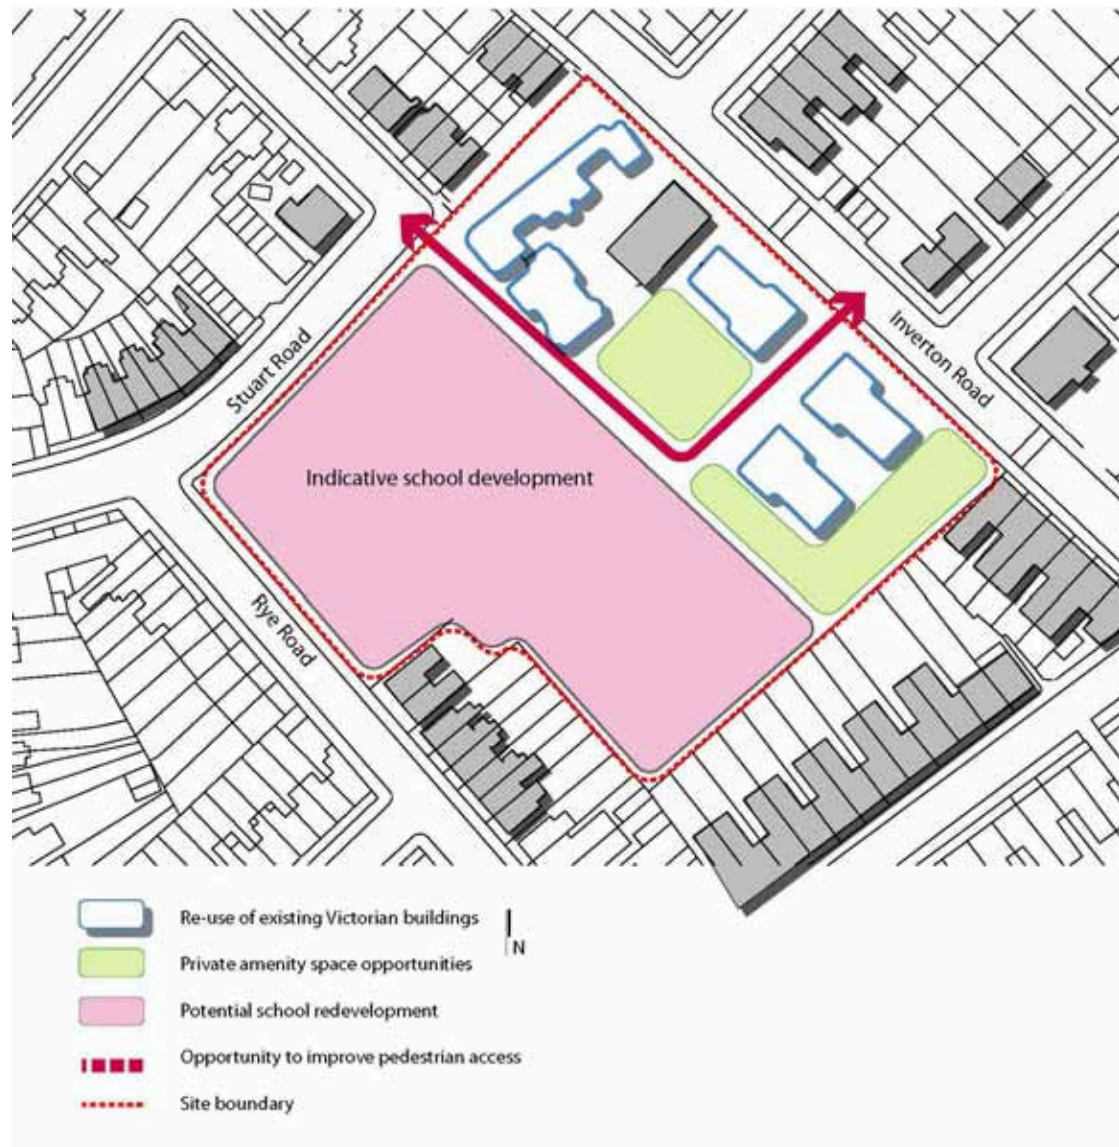 Stuart Road
Inverton Road
Indicative school development
Rye Road
Re-use of existing Victorian buildings
N
Private amenity space opportunities
Potential school redevelopment
Opportunity to improve pedestrian access
Site boundary